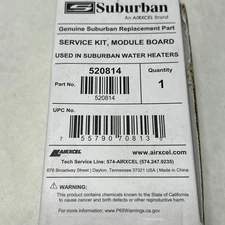 S Suburban
An AIRXCEL Brand
Genuine Suburban Replacement Part
SERVICE KIT, MODULE BOARD
USED IN SUBURBAN WATER HEATERS
520814 Quantity
Part No. 1
520814
UPC No.
7 55790 70813
AIRXCEL www.airxcel.com
Tech Service Line: 574-AIRXCEL (574.247.9235)
676 Broadway Street | Dayton, Tennessee 37321 USA | Made in China
WARNING:
This product contains chemicals known to the State of California
to cause cancer and birth defects or other reproductive harm.
For more information: www.P65Warnings.ca.gov